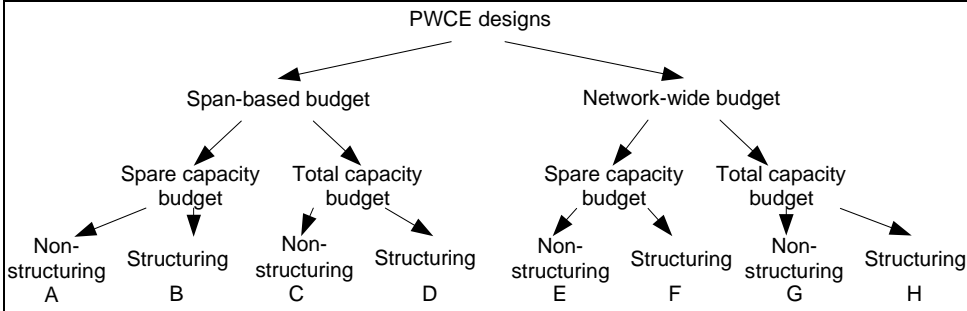 PWCE designs
Span-based budget
Network-wide budget
Spare capacity
budget
Total capacity
budget
Spare capacity
budget
Total capacity
budget
Non-
structuring
A
Structuring
B
Non-
structuring
C
Structuring
D
Non-
structuring
E
Structuring
F
Non-
structuring
G
Structuring
H